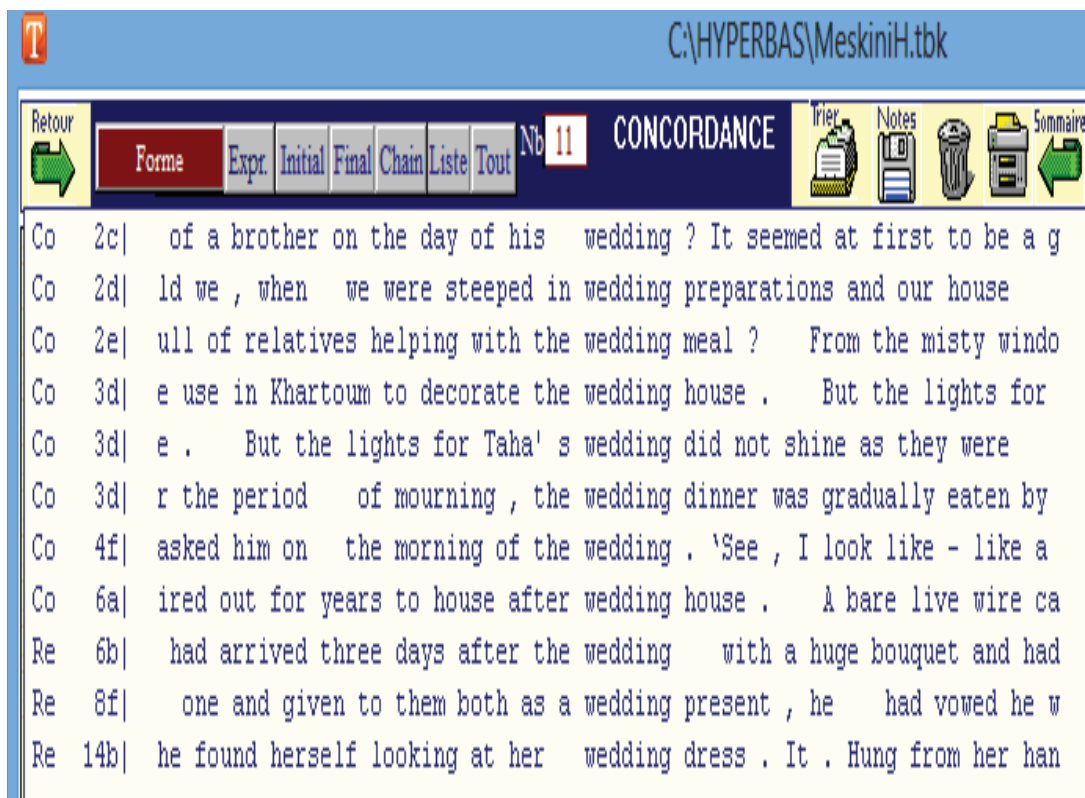 T C:\HYPERBAS\MeskiniH.tbk
Retour Forme Expr. Initial Final Chain Liste Tout Nb 11 CONCORDANCE Trier Notes Sommaire
Co 2c| of a brother on the day of his wedding ? It seemed at first to be a g
Co 2d| ld we , when we were steeped in wedding preparations and our house
Co 2e| ull of relatives helping with the wedding meal ? From the misty windo
Co 3d| e use in Khartoum to decorate the wedding house . But the lights for
Co 3d| e . But the lights for Taha' s wedding did not shine as they were
Co 3d| r the period of mourning , the wedding dinner was gradually eaten by
Co 4f| asked him on the morning of the wedding . 'See , I look like - like a
Co 6a| ired out for years to house after wedding house . A bare live wire ca
Re 6b| had arrived three days after the wedding with a huge bouquet and had
Re 8f| one and given to them both as a wedding present , he had vowed he w
Re 14b| he found herself looking at her wedding dress . It . Hung from her han